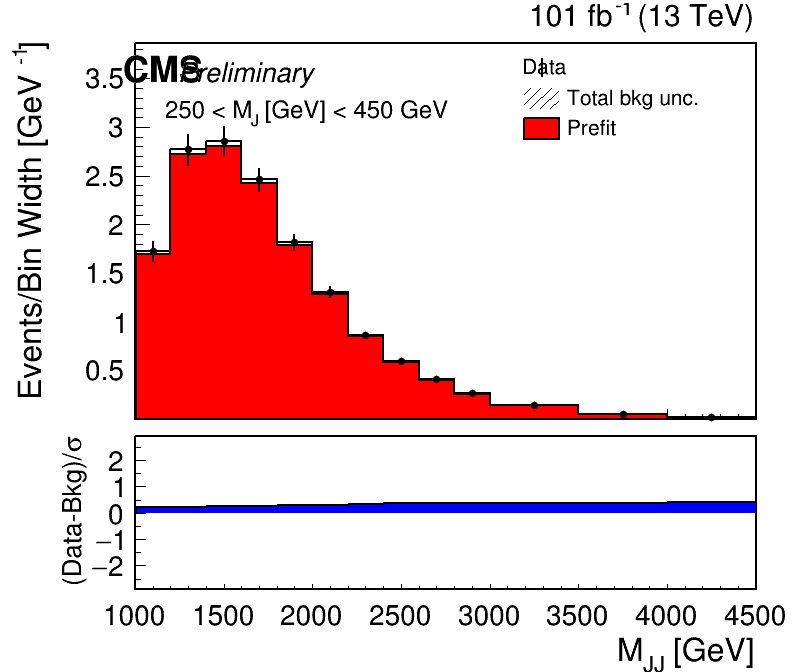 101 fb⁻¹ (13 TeV)
CMS Preliminary
250 < M_J [GeV] < 450 GeV
Data
Total bkg unc.
Prefit
Events/Bin Width [GeV⁻¹]
3.5
3
2.5
2
1.5
1
0.5
(Data-Bkg)/σ
2
1
0
−1
−2
1000 1500 2000 2500 3000 3500 4000 4500
M_JJ [GeV]